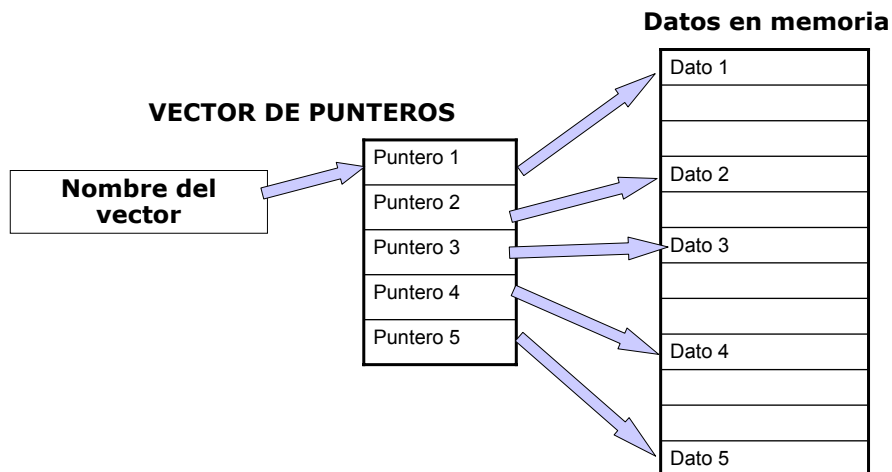 Datos en memoria
VECTOR DE PUNTEROS
Nombre del
vector
Puntero 1
Puntero 2
Puntero 3
Puntero 4
Puntero 5
Dato 1
Dato 2
Dato 3
Dato 4
Dato 5